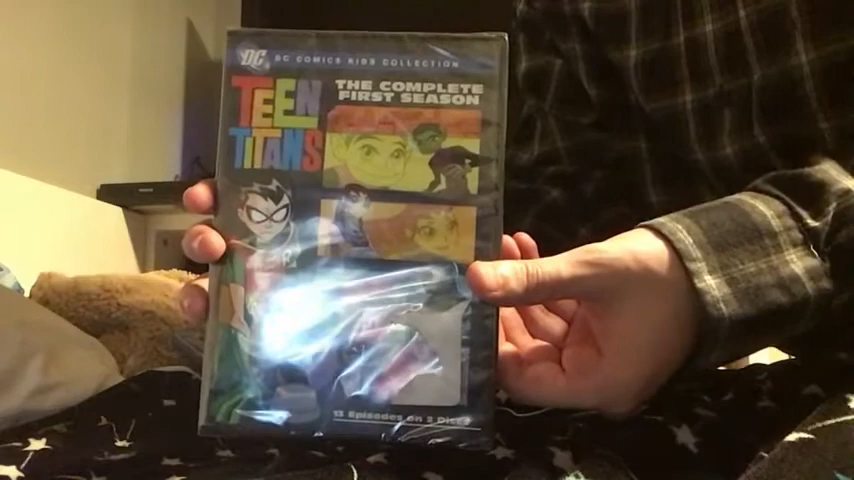 DC
DC COMICS KIDS COLLECTION
TEEN
TITANS
THE COMPLETE
FIRST SEASON
13 Episodes on 2 Discs